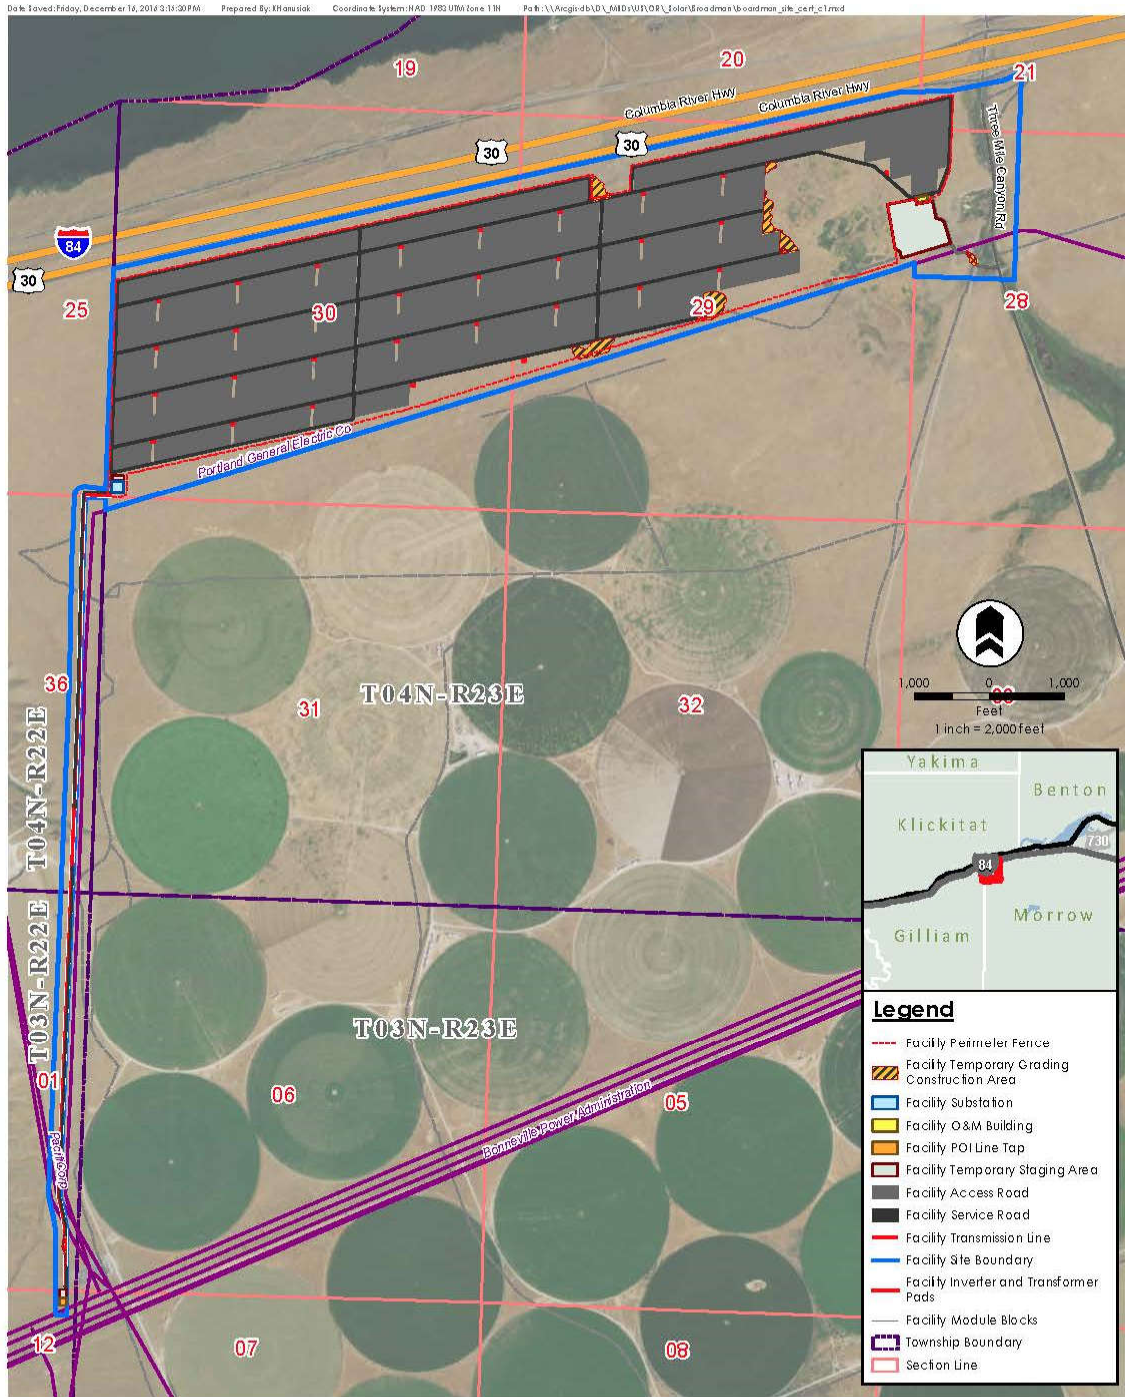 Date Saved: Friday, December 16, 2016 3:15:30 PM Prepared By: KHanusiak Coordinate System: NAD 1983 UTM Zone 11N
19
20
21
Columbia River Hwy
Columbia River Hwy
30
30
Three Mile Canyon Rd
84
30
25
30
29
28
Portland General Electric Co
36
31
T04N-R23E
32
T04N-R22E
1,000 0 1,000
Feet
1 inch = 2,000 feet
Yakima
Benton
Klickitat
730
84
Morrow
Gilliam
T03N-R22E
T03N-R23E
01
06
05
Bonneville Power Administration
PacifiCorp
12
07
08
Legend
Facility Perimeter Fence
Facility Temporary Grading
Construction Area
Facility Substation
Facility O&M Building
Facility POI Line Tap
Facility Temporary Staging Area
Facility Access Road
Facility Service Road
Facility Transmission Line
Facility Site Boundary
Facility Inverter and Transformer
Pads
Facility Module Blocks
Township Boundary
Section Line